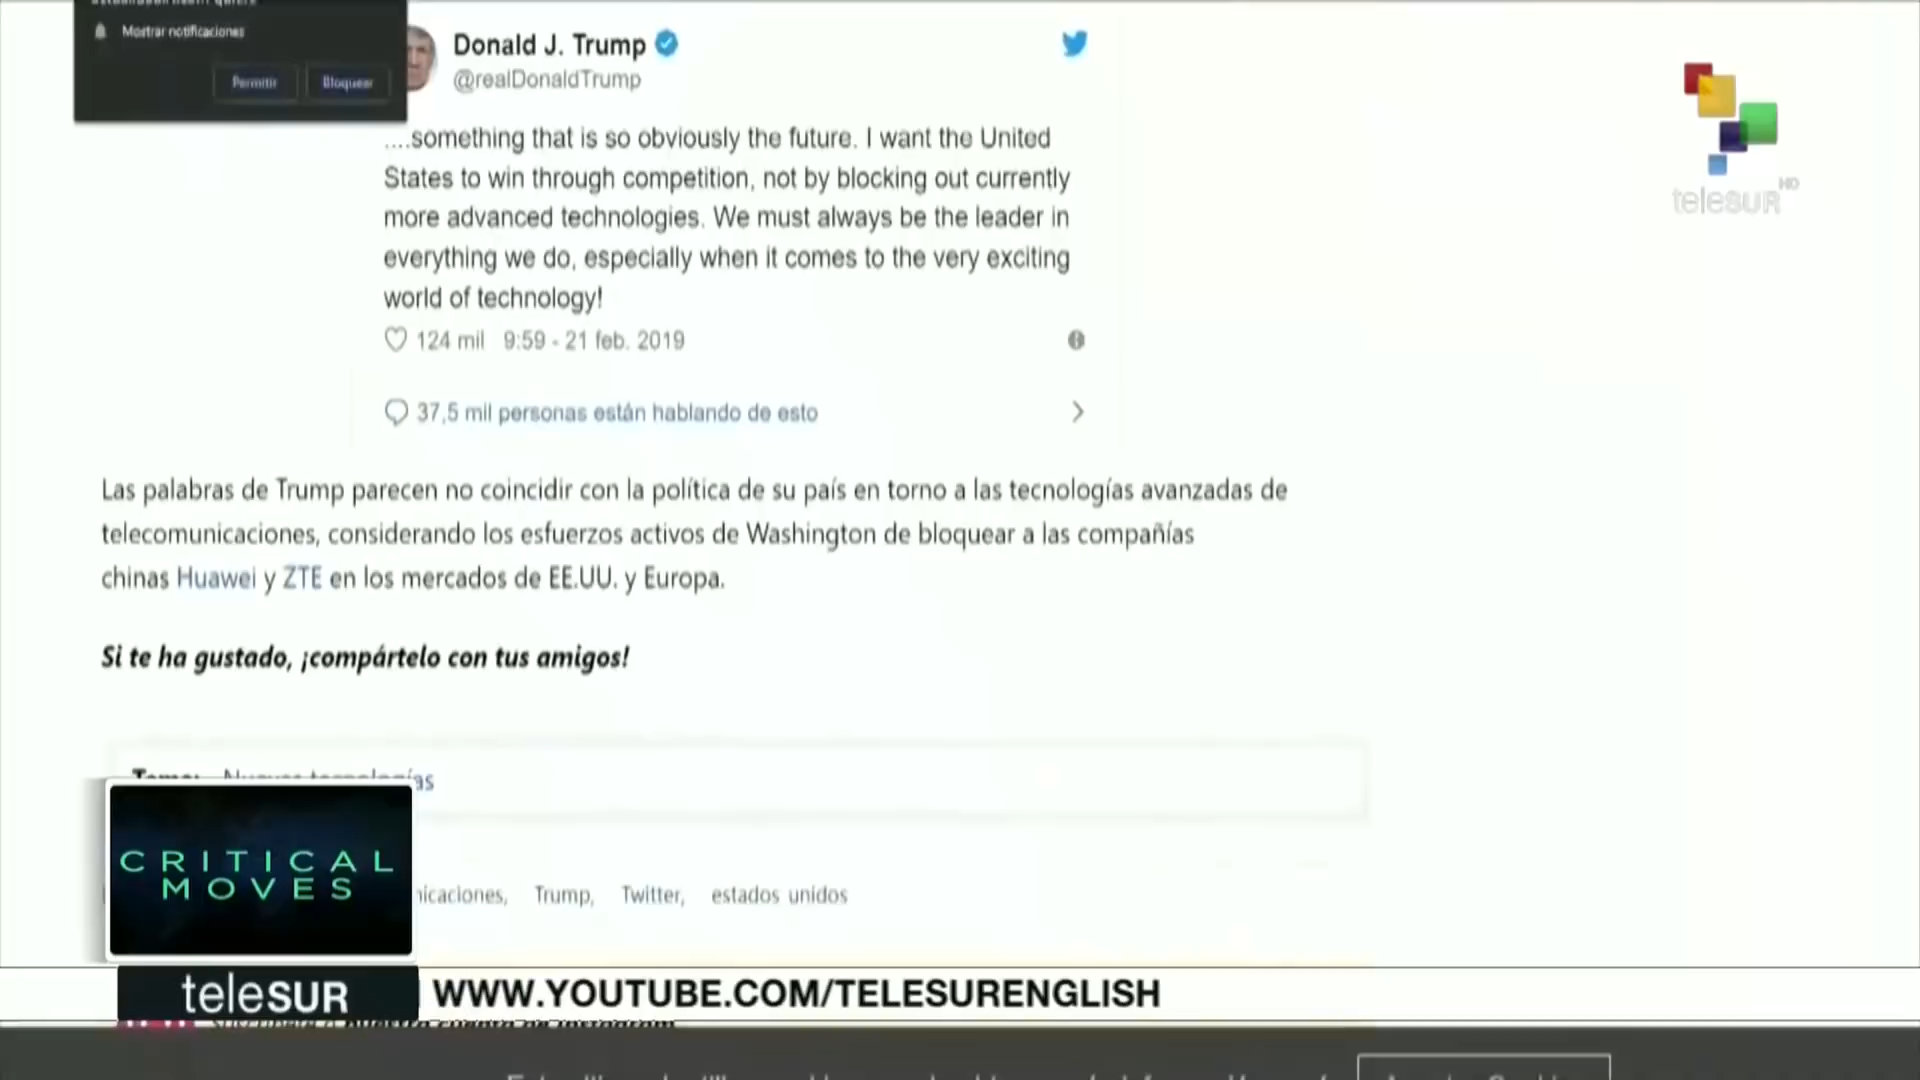 Mostrar notificaciones
Permitir Bloquear
Donald J. Trump
@realDonaldTrump
....something that is so obviously the future. I want the United
States to win through competition, not by blocking out currently
more advanced technologies. We must always be the leader in
everything we do, especially when it comes to the very exciting
world of technology!
124 mil 9:59 - 21 feb. 2019
37,5 mil personas están hablando de esto
teleSUR HD
Las palabras de Trump parecen no coincidir con la política de su país en torno a las tecnologías avanzadas de
telecomunicaciones, considerando los esfuerzos activos de Washington de bloquear a las compañías
chinas Huawei y ZTE en los mercados de EE.UU. y Europa.
Si te ha gustado, ¡compártelo con tus amigos!
CRITICAL
MOVES
Trump, Twitter, estados unidos
teleSUR WWW.YOUTUBE.COM/TELESURENGLISH